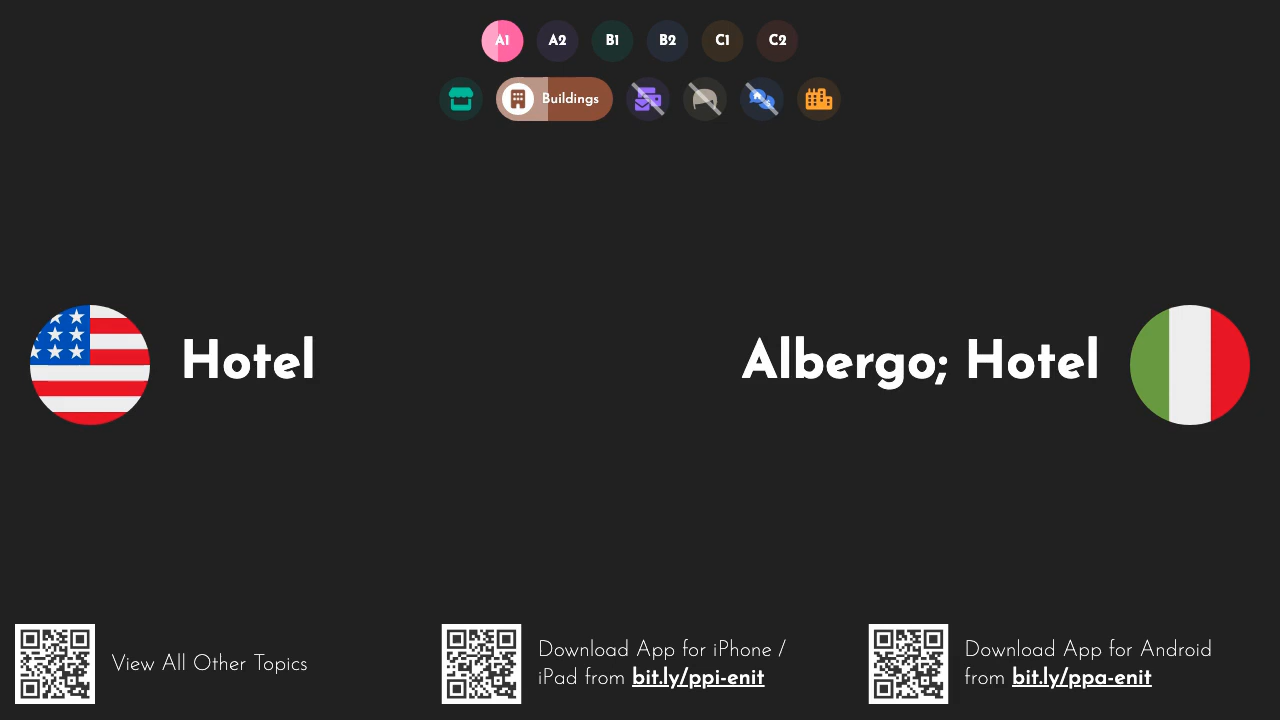 A1 A2 B1 B2 C1 C2
Buildings
Hotel
Albergo; Hotel
View All Other Topics
Download App for iPhone /
iPad from bit.ly/ppi-enit
Download App for Android
from bit.ly/ppa-enit